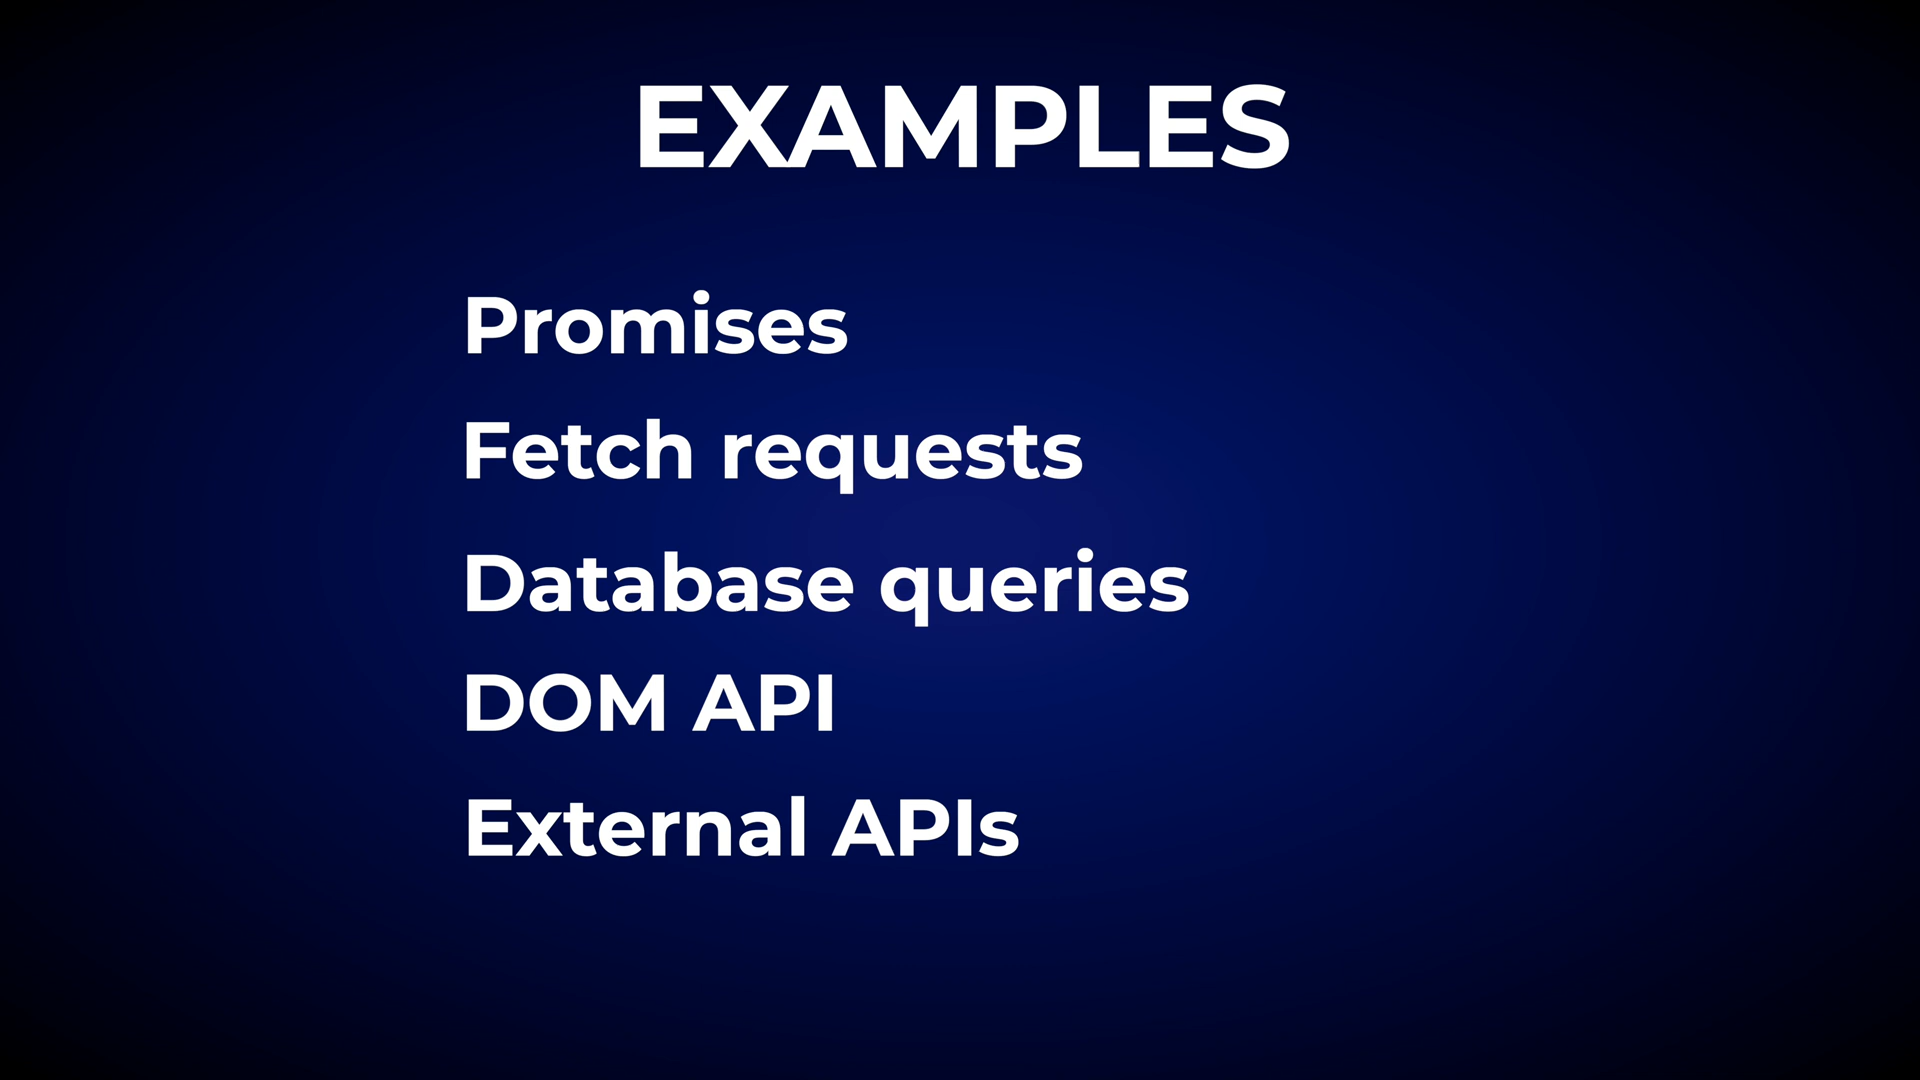 EXAMPLES
Promises
Fetch requests
Database queries
DOM API
External APIs